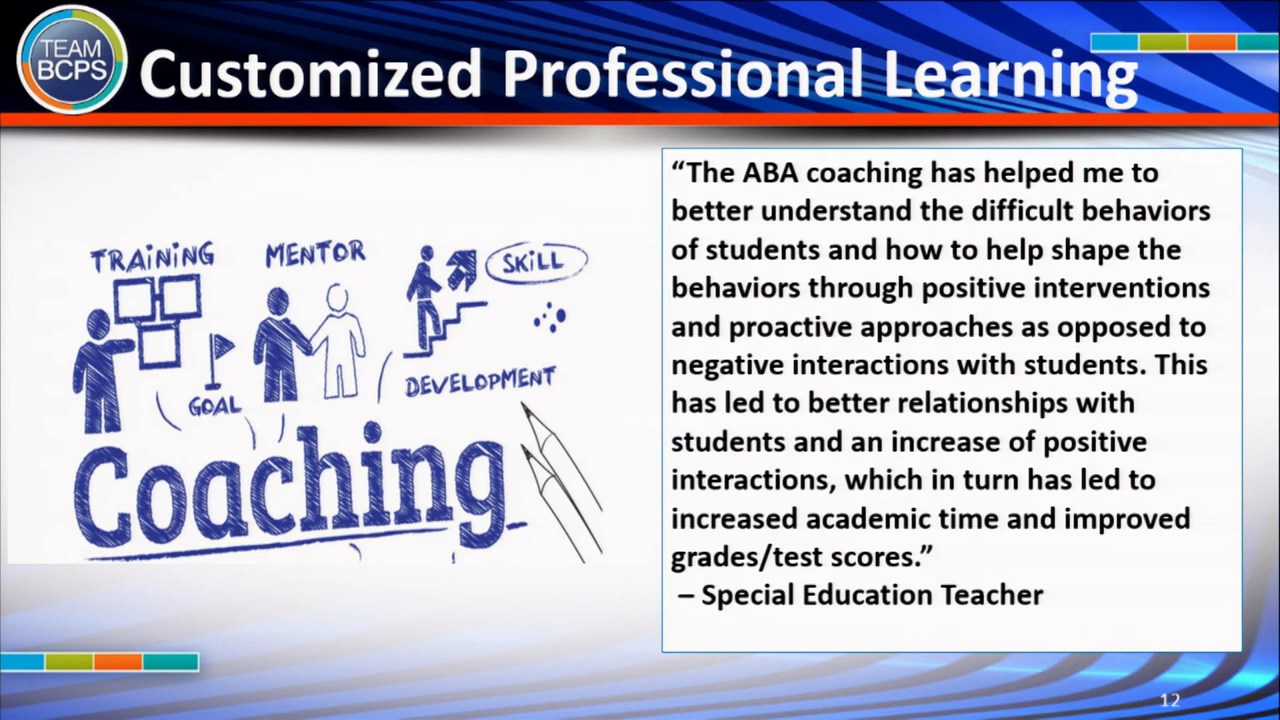 TEAM
BCPS
Customized Professional Learning
TRAINING
MENTOR
SKILL
GOAL
DEVELOPMENT
Coaching
“The ABA coaching has helped me to
better understand the difficult behaviors
of students and how to help shape the
behaviors through positive interventions
and proactive approaches as opposed to
negative interactions with students. This
has led to better relationships with
students and an increase of positive
interactions, which in turn has led to
increased academic time and improved
grades/test scores.”
– Special Education Teacher
12